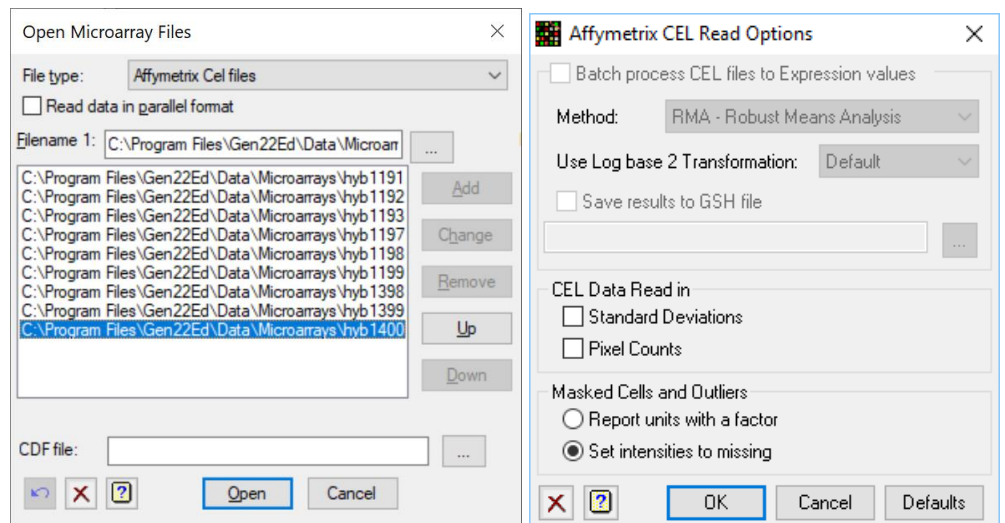 Open Microarray Files
File type: Affymetrix Cel files
Read data in parallel format
Filename 1: C:\Program Files\Gen22Ed\Data\Microarr ...
C:\Program Files\Gen22Ed\Data\Microarrays\hyb1191
C:\Program Files\Gen22Ed\Data\Microarrays\hyb1192
C:\Program Files\Gen22Ed\Data\Microarrays\hyb1193
C:\Program Files\Gen22Ed\Data\Microarrays\hyb1197
C:\Program Files\Gen22Ed\Data\Microarrays\hyb1198
C:\Program Files\Gen22Ed\Data\Microarrays\hyb1199
C:\Program Files\Gen22Ed\Data\Microarrays\hyb1398
C:\Program Files\Gen22Ed\Data\Microarrays\hyb1399
C:\Program Files\Gen22Ed\Data\Microarrays\hyb1400
Add
Change
Remove
Up
Down
CDF file: ...
? Open Cancel
Affymetrix CEL Read Options
Batch process CEL files to Expression values
Method: RMA - Robust Means Analysis
Use Log base 2 Transformation: Default
Save results to GSH file
...
CEL Data Read in
Standard Deviations
Pixel Counts
Masked Cells and Outliers
Report units with a factor
Set intensities to missing
? OK Cancel Defaults